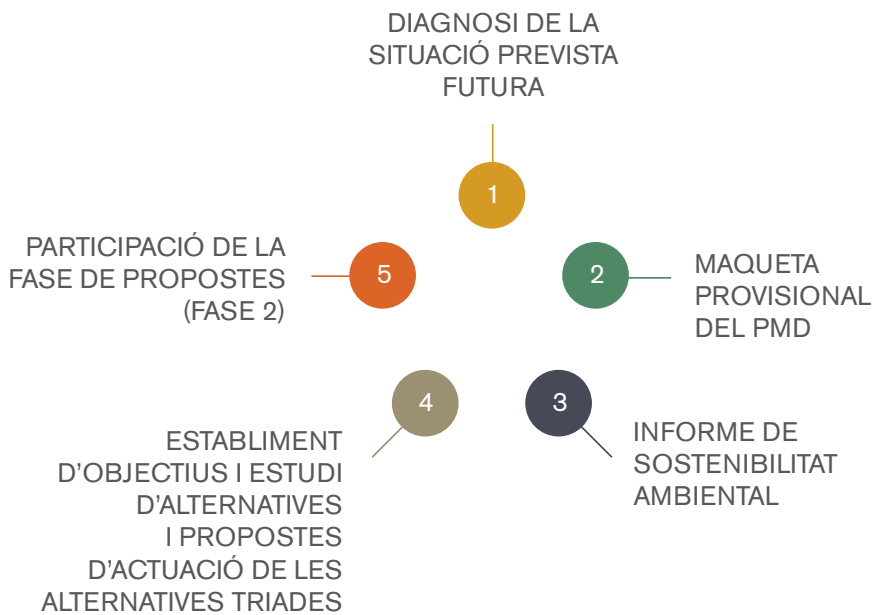 DIAGNOSI DE LA
SITUACIÓ PREVISTA
FUTURA
1
2
MAQUETA
PROVISIONAL
DEL PMD
3
INFORME DE
SOSTENIBILITAT
AMBIENTAL
4
ESTABLIMENT
D’OBJECTIUS I ESTUDI
D’ALTERNATIVES
I PROPOSTES
D’ACTUACIÓ DE LES
ALTERNATIVES TRIADES
5
PARTICIPACIÓ DE LA
FASE DE PROPOSTES
(FASE 2)